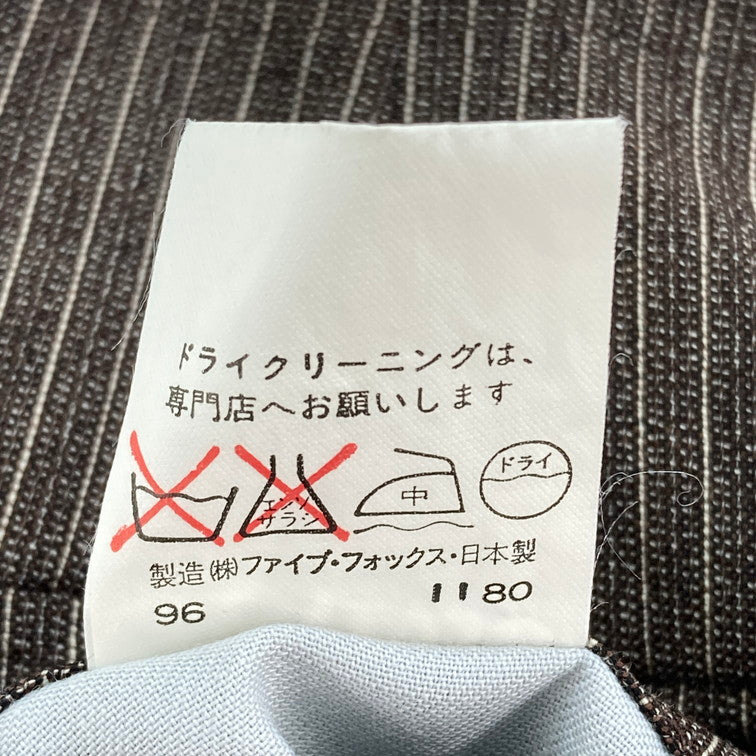 ドライクリーニングは、
専門店へお願いします
エンソ
サラシ
中
ドライ
製造(株)ファイブ・フォックス・日本製
96 11 80